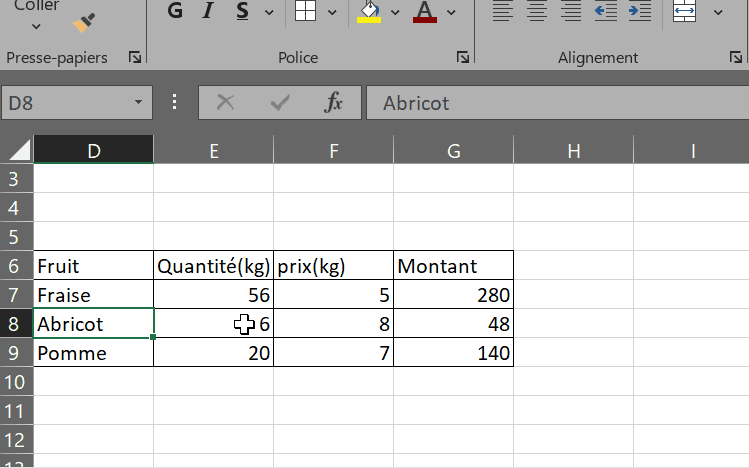 Coller
G I S A
Presse-papiers Police Alignement
D8 fx Abricot
D E F G H I
3
4
5
6 Fruit Quantité(kg) prix(kg) Montant
7 Fraise 56 5 280
8 Abricot 6 8 48
9 Pomme 20 7 140
10
11
12
13